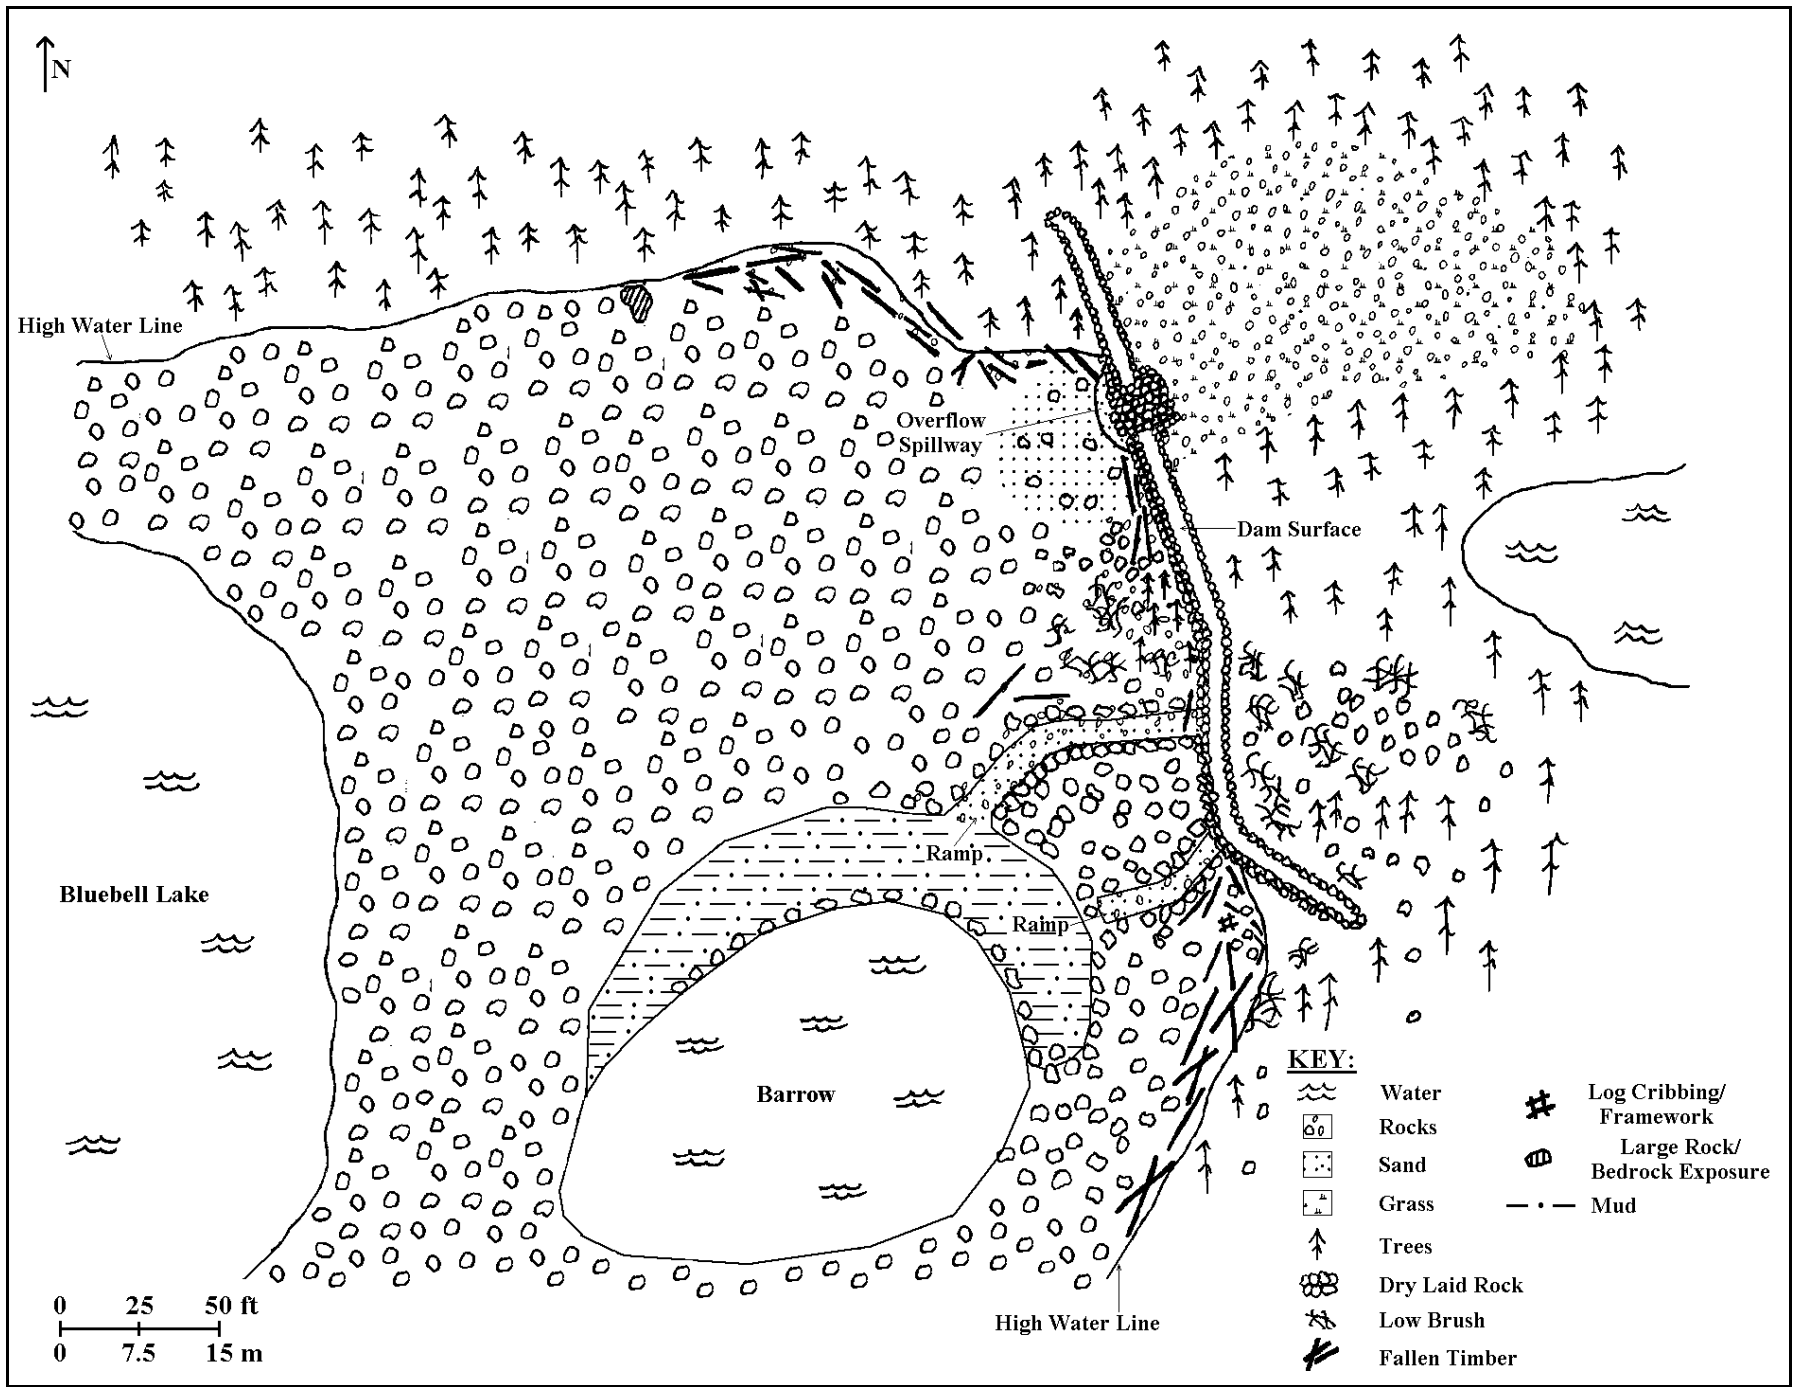 N
High Water Line
Overflow
Spillway
Dam Surface
Ramp
Bluebell Lake
Ramp
Barrow
KEY:
Water
Rocks
Sand
Grass
Trees
Dry Laid Rock
Low Brush
Fallen Timber
Log Cribbing/
Framework
Large Rock/
Bedrock Exposure
Mud
High Water Line
0 25 50 ft
0 7.5 15 m